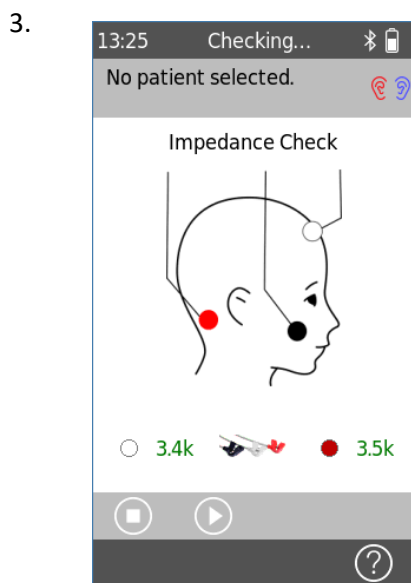 3.
13:25 Checking...
No patient selected.
Impedance Check
3.4k 3.5k
?